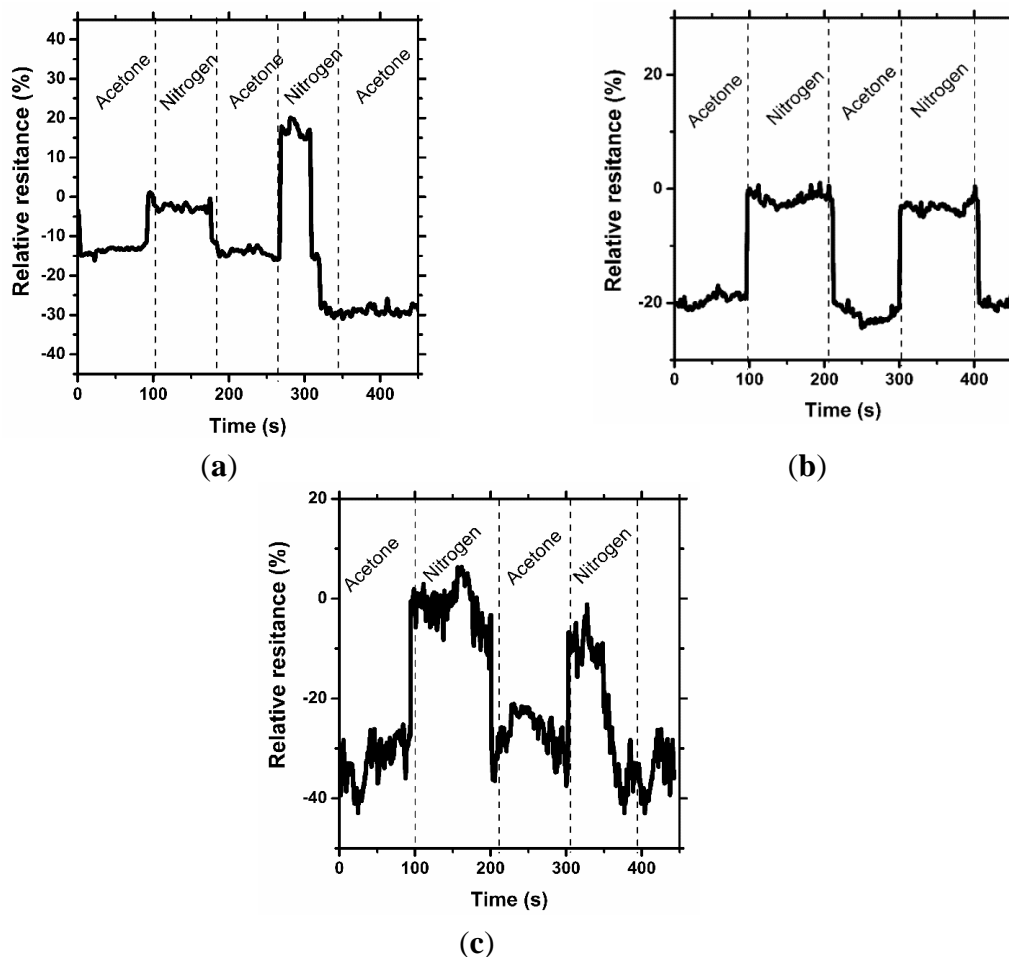 Relative resitance (%)
40
30
20
10
0
-10
-20
-30
-40
Acetone
Nitrogen
Acetone
Nitrogen
Acetone
0 100 200 300 400
Time (s)
(a)
Relative resitance (%)
20
0
-20
Acetone
Nitrogen
Acetone
Nitrogen
0 100 200 300 400
Time (s)
(b)
Relative resitance (%)
20
0
-20
-40
Acetone
Nitrogen
Acetone
Nitrogen
0 100 200 300 400
Time (s)
(c)